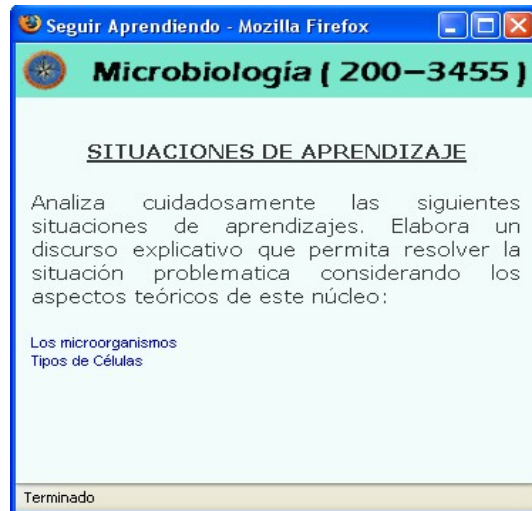 Seguir Aprendiendo - Mozilla Firefox
Microbiología ( 200-3455 )
SITUACIONES DE APRENDIZAJE
Analiza cuidadosamente las siguientes
situaciones de aprendizajes. Elabora un
discurso explicativo que permita resolver la
situación problematica considerando los
aspectos teóricos de este núcleo:
Los microorganismos
Tipos de Células
Terminado